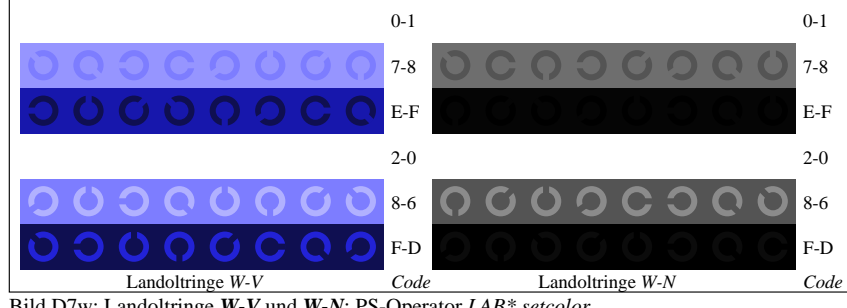 0-1 0-1
7-8 7-8
E-F E-F
2-0 2-0
8-6 8-6
F-D F-D
Landoltringe W-V Code Landoltringe W-N Code
Bild D7w: Landoltringe W-V und W-N; PS-Operator LAB* setcolor